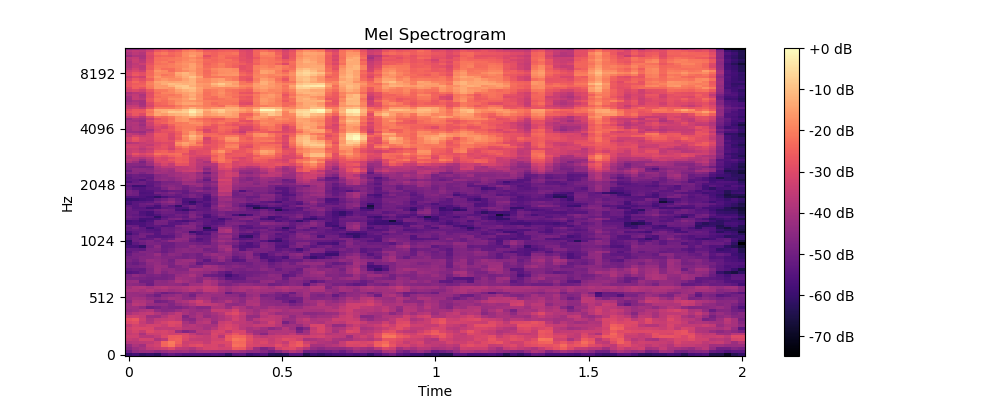 Mel Spectrogram
Hz
8192
4096
2048
1024
512
0
0
0.5
1
1.5
2
Time
+0 dB
-10 dB
-20 dB
-30 dB
-40 dB
-50 dB
-60 dB
-70 dB